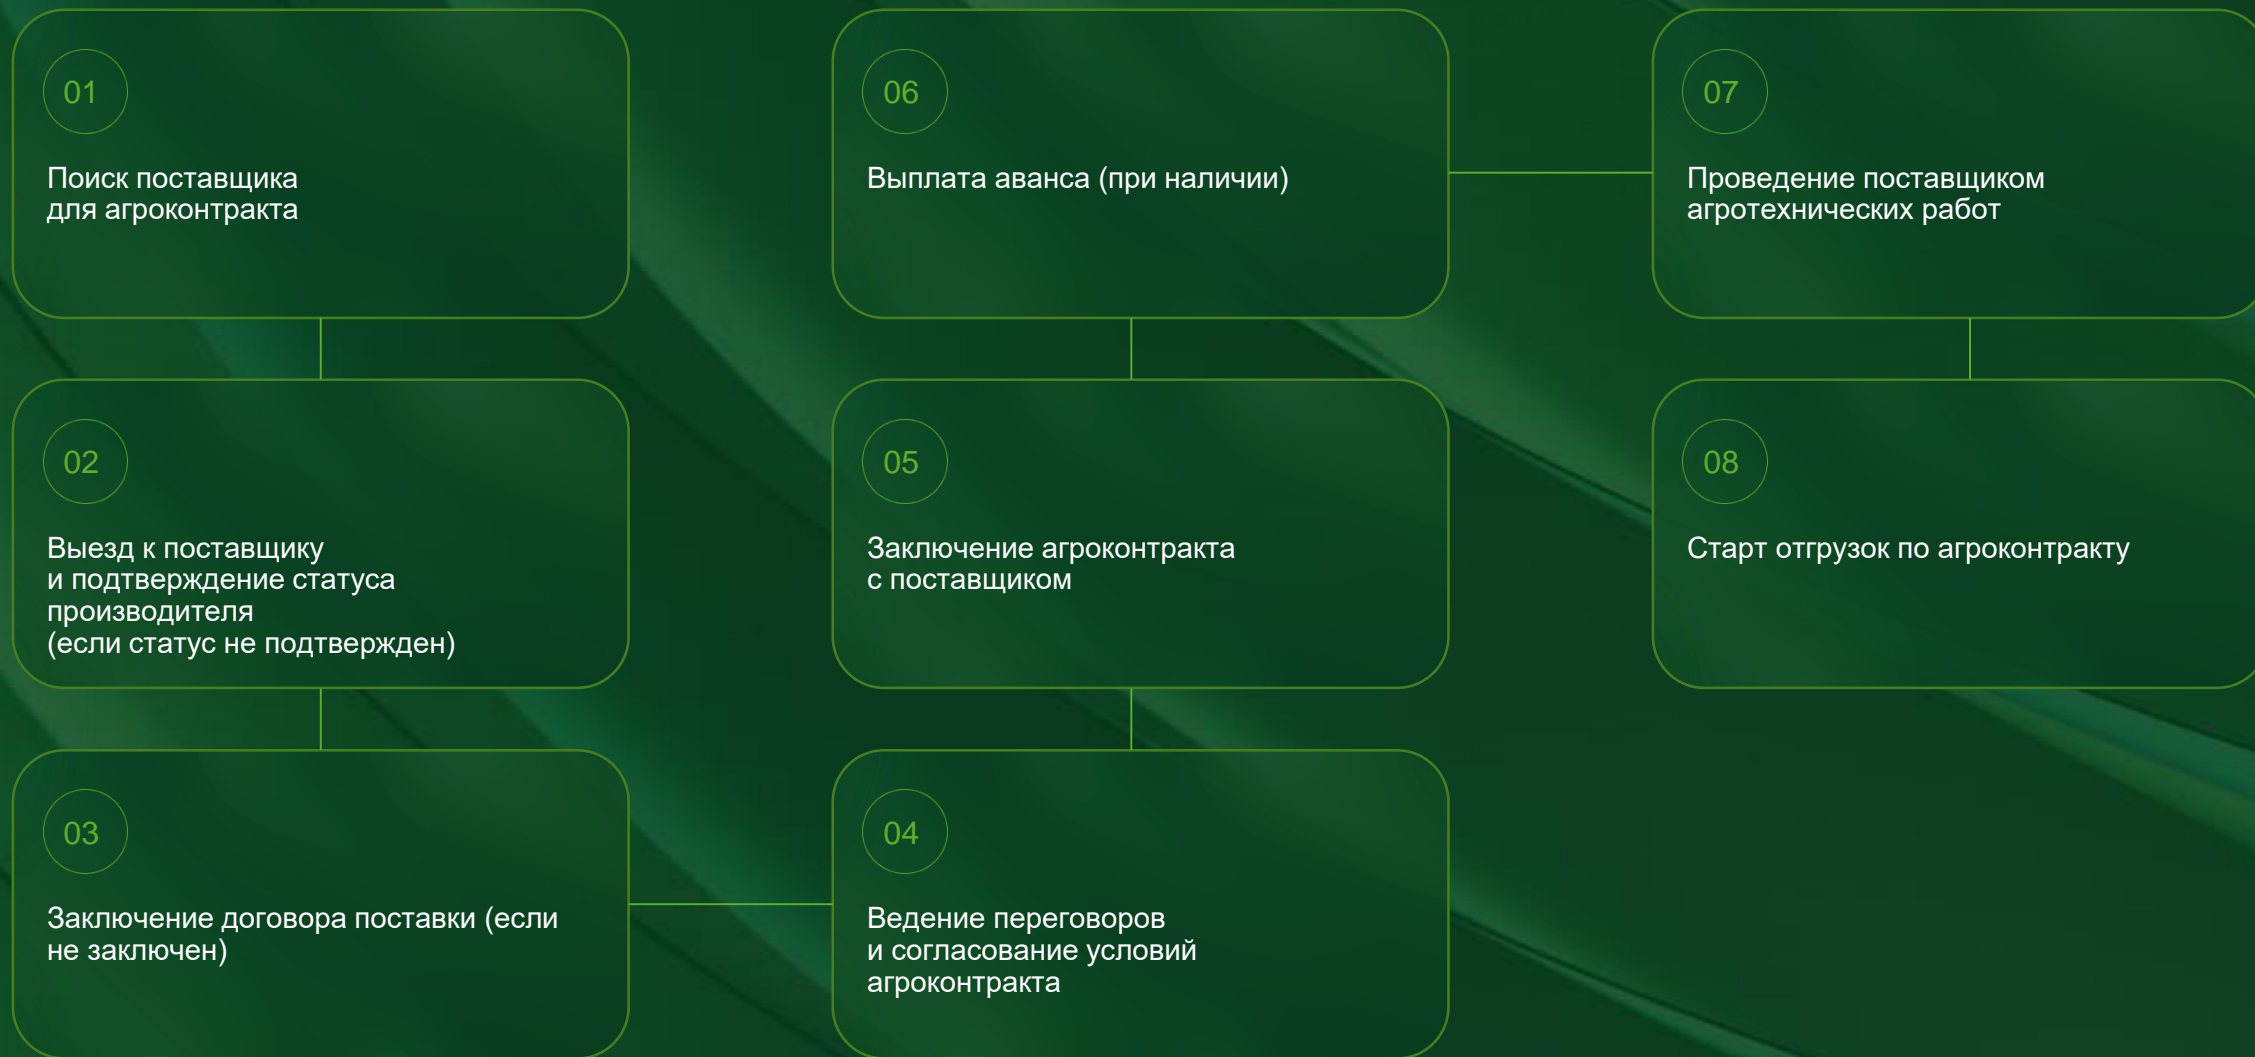 01
Поиск поставщика
для агроконтракта
02
Выезд к поставщику
и подтверждение статуса
производителя
(если статус не подтвержден)
03
Заключение договора поставки (если
не заключен)
04
Ведение переговоров
и согласование условий
агроконтракта
05
Заключение агроконтракта
с поставщиком
06
Выплата аванса (при наличии)
07
Проведение поставщиком
агротехнических работ
08
Старт отгрузок по агроконтракту